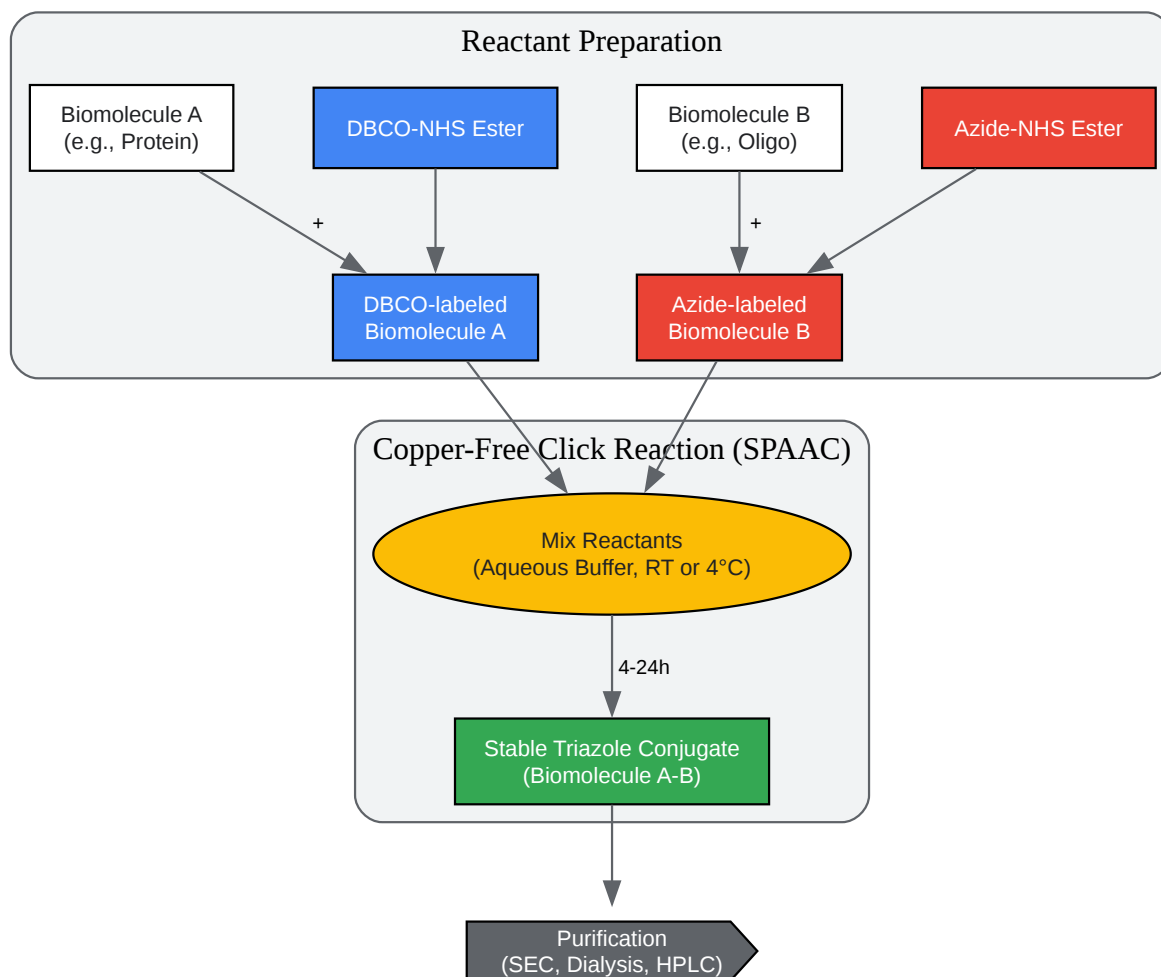 Reactant Preparation
Biomolecule A
(e.g., Protein)
DBCO-NHS Ester
Biomolecule B
(e.g., Oligo)
Azide-NHS Ester
+
+
DBCO-labeled
Biomolecule A
Azide-labeled
Biomolecule B
Copper-Free Click Reaction (SPAAC)
Mix Reactants
(Aqueous Buffer, RT or 4°C)
4-24h
Stable Triazole Conjugate
(Biomolecule A-B)
Purification
(SEC, Dialysis, HPLC)